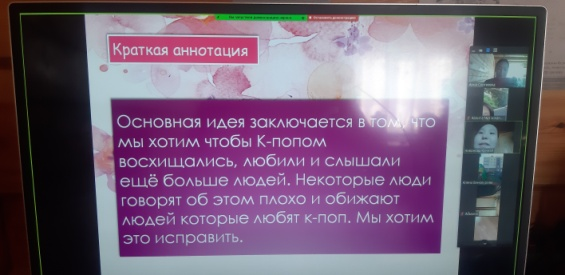 Краткая аннотация
Основная идея заключается в том, что
мы хотим чтобы К-попом
восхищались, любили и слышали
ещё больше людей. Некоторые люди
говорят об этом плохо и обижают
людей которые любят к-поп. Мы хотим
это исправить.